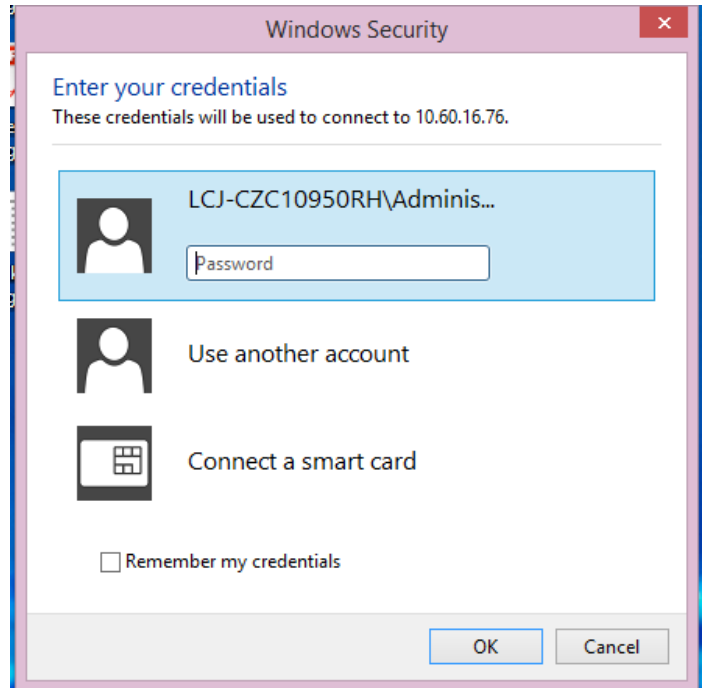 Windows Security
Enter your credentials
These credentials will be used to connect to 10.60.16.76.
LCJ-CZC10950RH\Adminis...
Password
Use another account
Connect a smart card
Remember my credentials
OK
Cancel